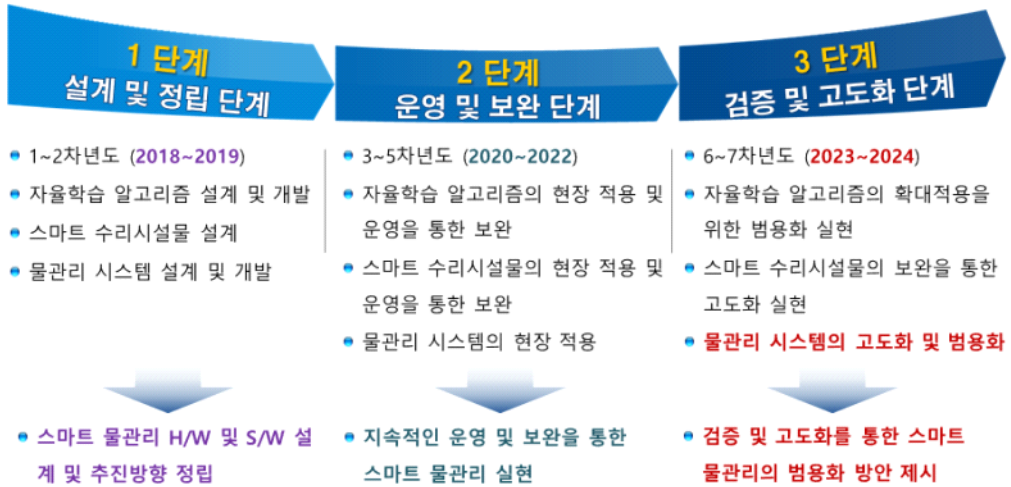 1 단계
설계 및 정립 단계
• 1~2차년도 (2018~2019)
• 자율학습 알고리즘 설계 및 개발
• 스마트 수리시설물 설계
• 물관리 시스템 설계 및 개발
• 스마트 물관리 H/W 및 S/W 설
계 및 추진방향 정립
2 단계
운영 및 보완 단계
• 3~5차년도 (2020~2022)
• 자율학습 알고리즘의 현장 적용 및
운영을 통한 보완
• 스마트 수리시설물의 현장 적용 및
운영을 통한 보완
• 물관리 시스템의 현장 적용
• 지속적인 운영 및 보완을 통한
스마트 물관리 실현
3 단계
검증 및 고도화 단계
• 6~7차년도 (2023~2024)
• 자율학습 알고리즘의 확대적용을
위한 범용화 실현
• 스마트 수리시설물의 보완을 통한
고도화 실현
• 물관리 시스템의 고도화 및 범용화
• 검증 및 고도화를 통한 스마트
물관리의 범용화 방안 제시